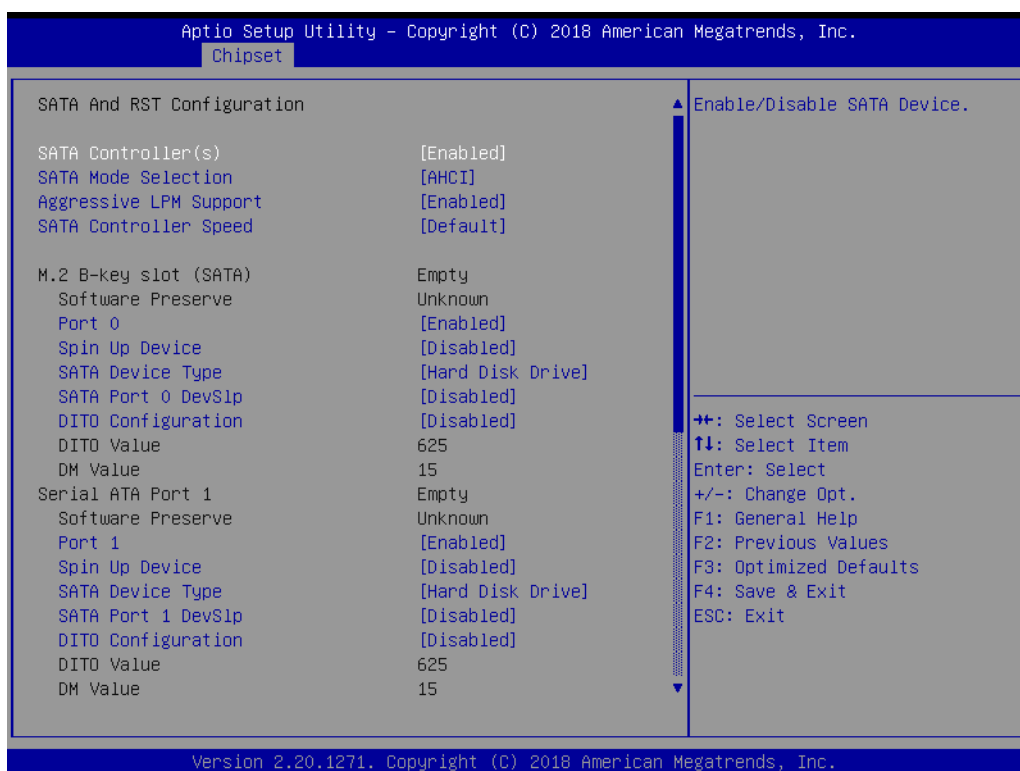 Aptio Setup Utility – Copyright (C) 2018 American Megatrends, Inc.
Chipset
SATA And RST Configuration
SATA Controller(s) [Enabled]
SATA Mode Selection [AHCI]
Aggressive LPM Support [Enabled]
SATA Controller Speed [Default]
M.2 B-key slot (SATA) Empty
Software Preserve Unknown
Port 0 [Enabled]
Spin Up Device [Disabled]
SATA Device Type [Hard Disk Drive]
SATA Port 0 DevSlp [Disabled]
DITO Configuration [Disabled]
DITO Value 625
DM Value 15
Serial ATA Port 1 Empty
Software Preserve Unknown
Port 1 [Enabled]
Spin Up Device [Disabled]
SATA Device Type [Hard Disk Drive]
SATA Port 1 DevSlp [Disabled]
DITO Configuration [Disabled]
DITO Value 625
DM Value 15
Enable/Disable SATA Device.
→←: Select Screen
↑↓: Select Item
Enter: Select
+/-: Change Opt.
F1: General Help
F2: Previous Values
F3: Optimized Defaults
F4: Save & Exit
ESC: Exit
Version 2.20.1271. Copyright (C) 2018 American Megatrends, Inc.